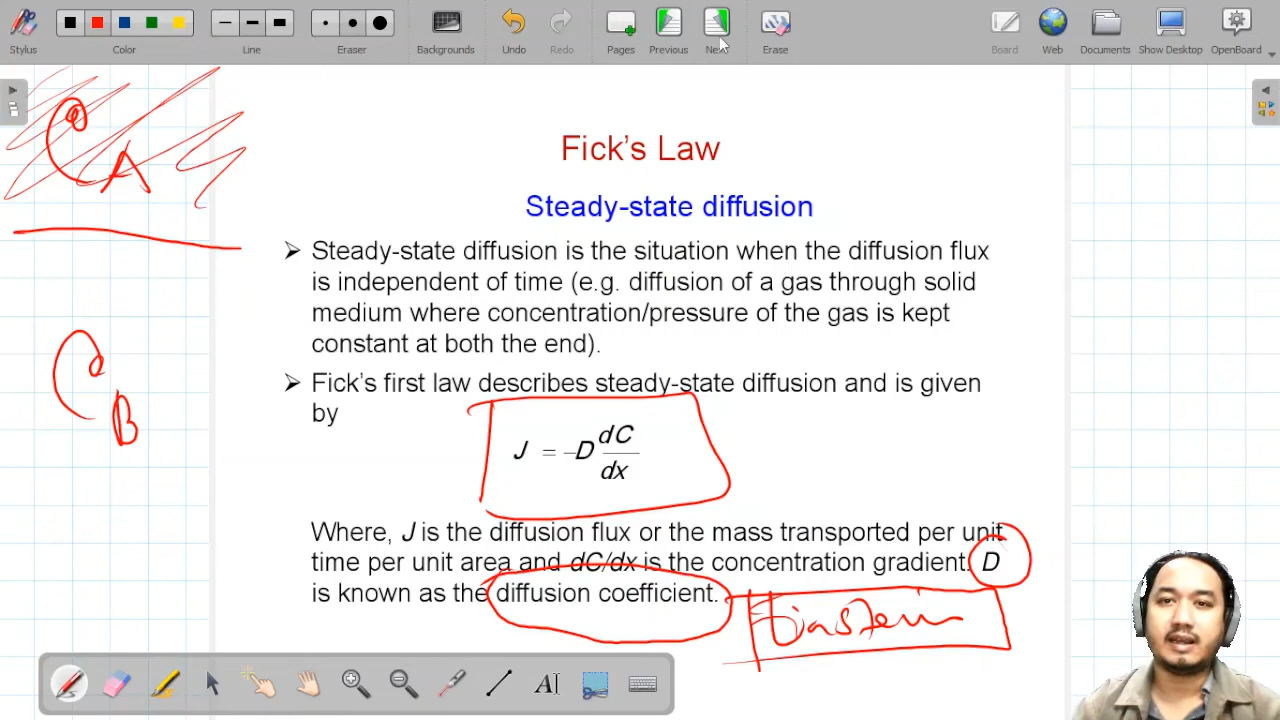 Stylus
Color
Line
Eraser
Backgrounds
Undo
Redo
Pages
Previous
Next
Erase
Board
Web
Documents
Show Desktop
OpenBoard
C A
Fick's Law
Steady-state diffusion
➢ Steady-state diffusion is the situation when the diffusion flux
is independent of time (e.g. diffusion of a gas through solid
medium where concentration/pressure of the gas is kept
constant at both the end).
➢ Fick's first law describes steady-state diffusion and is given
by
C B
J = –D dC/dx
Where, J is the diffusion flux or the mass transported per unit
time per unit area and dC/dx is the concentration gradient. D
is known as the diffusion coefficient.
Einstein
AI